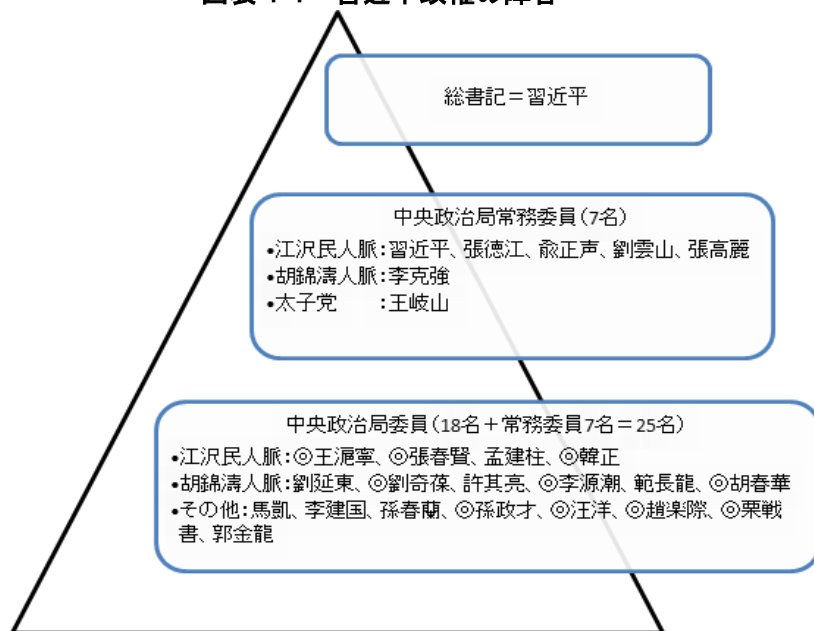 総書記＝習近平
中央政治局常務委員（7名）
•江沢民人脈：習近平、張徳江、兪正声、劉雲山、張高麗
•胡錦濤人脈：李克強
•太子党　　：王岐山
中央政治局委員（18名＋常務委員7名＝25名）
•江沢民人脈：◎王滬寧、◎張春賢、孟建柱、◎韓正
•胡錦濤人脈：劉延東、◎劉奇葆、許其亮、◎李源潮、範長龍、◎胡春華
•その他：馬凱、李建国、孫春蘭、◎孫政才、◎汪洋、◎趙楽際、◎栗戦
書、郭金龍